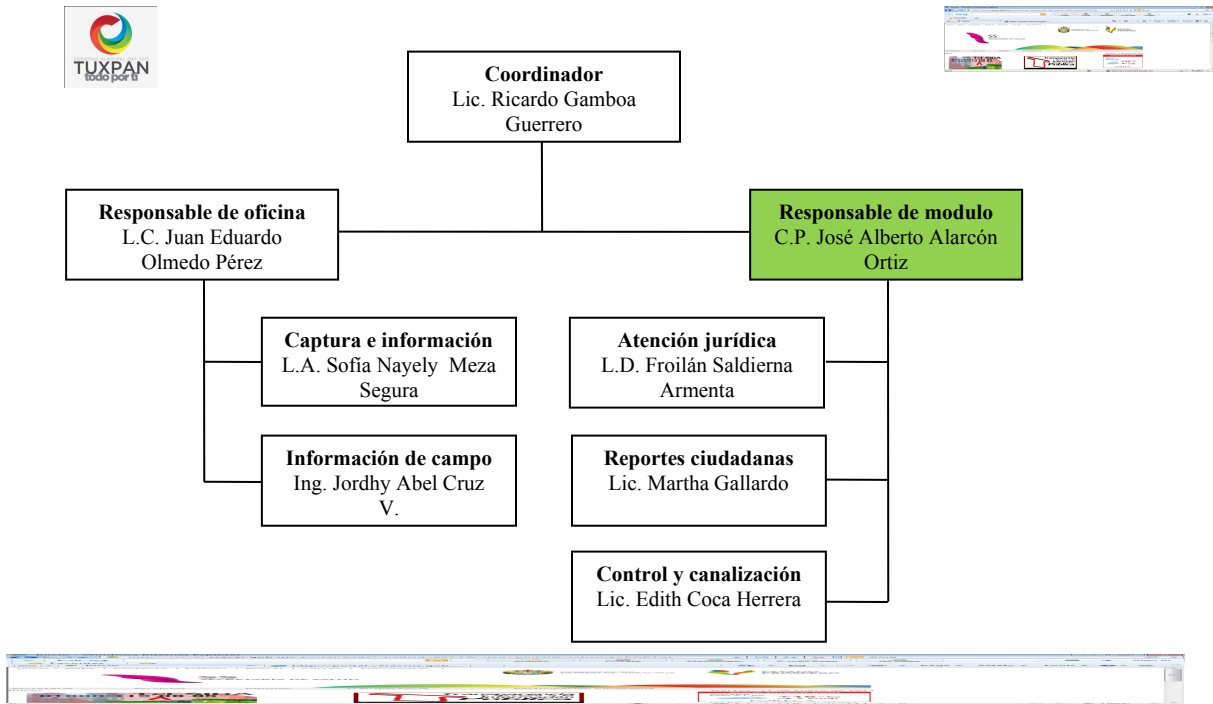 TUXPAN
todo por ti
Coordinador
Lic. Ricardo Gamboa
Guerrero
Responsable de oficina
L.C. Juan Eduardo
Olmedo Pérez
Responsable de modulo
C.P. José Alberto Alarcón
Ortiz
Captura e información
L.A. Sofía Nayely Meza
Segura
Atención jurídica
L.D. Froilán Saldierna
Armenta
Información de campo
Ing. Jordhy Abel Cruz
V.
Reportes ciudadanas
Lic. Martha Gallardo
Control y canalización
Lic. Edith Coca Herrera